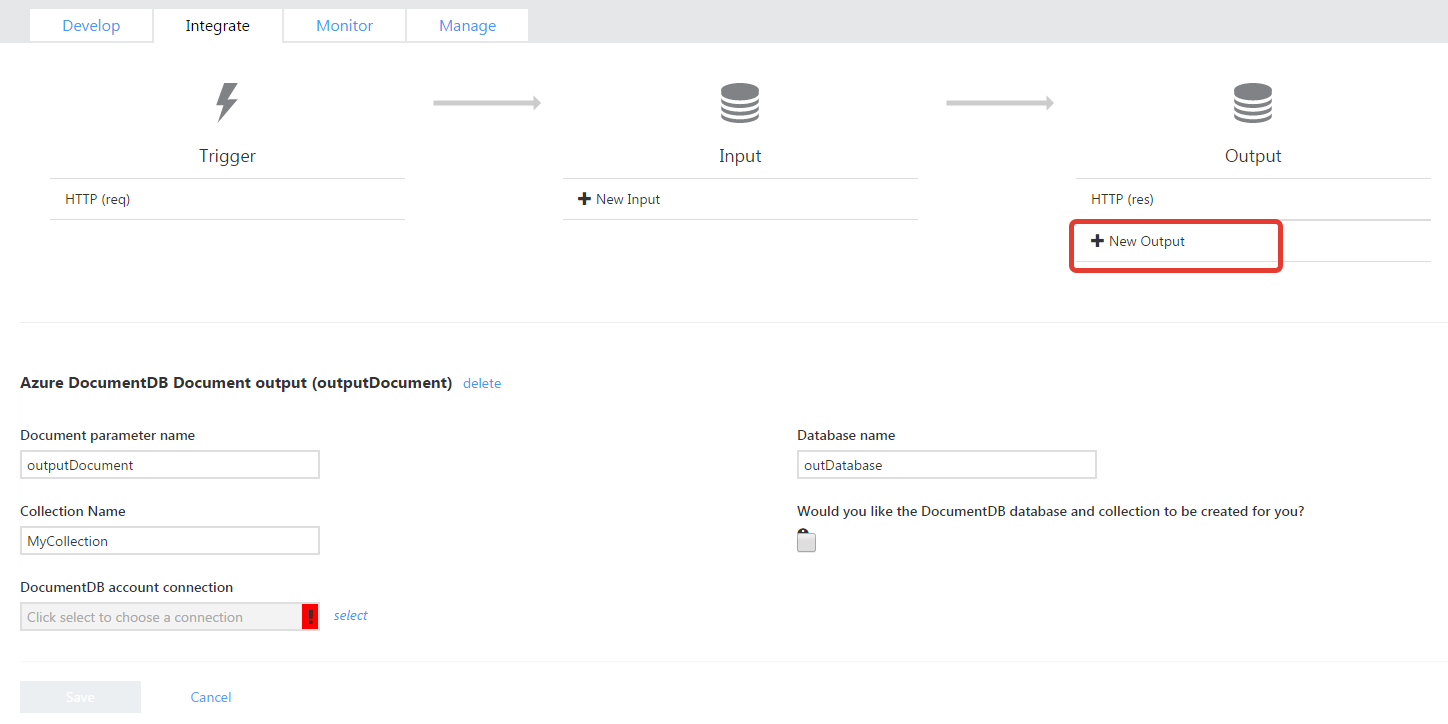 Develop Integrate Monitor Manage
Trigger Input Output
HTTP (req) New Input HTTP (res)
New Output
Azure DocumentDB Document output (outputDocument) delete
Document parameter name Database name
outputDocument outDatabase
Collection Name Would you like the DocumentDB database and collection to be created for you?
MyCollection
DocumentDB account connection
Click select to choose a connection ! select
Save Cancel